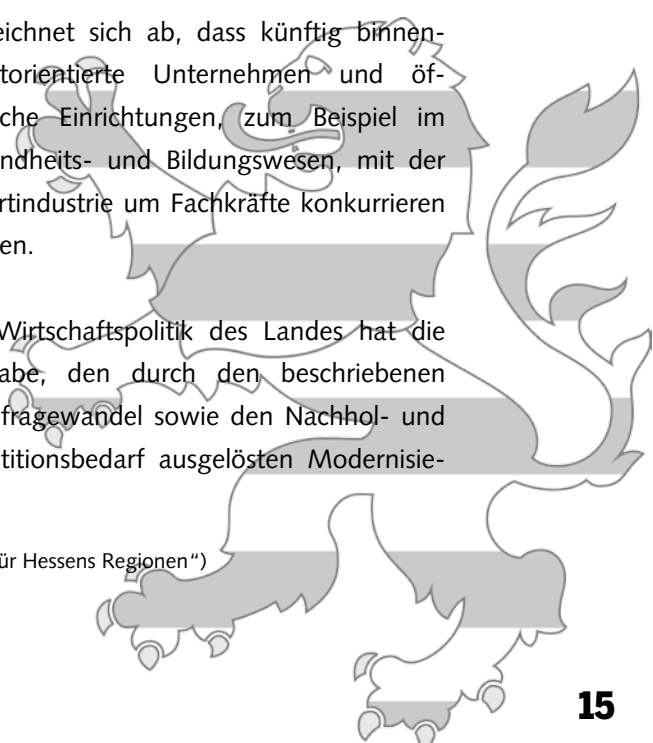 eichnet sich ab, dass künftig binnen-
torientierte Unternehmen und öf-
che Einrichtungen, zum Beispiel im
ndheits- und Bildungswesen, mit der
rtindustrie um Fachkräfte konkurrieren
en.
Wirtschaftspolitik des Landes hat die
abe, den durch den beschriebenen
fragewandel sowie den Nachhol- und
stitionsbedarf ausgelösten Modernisie-
ür Hessens Regionen")
15